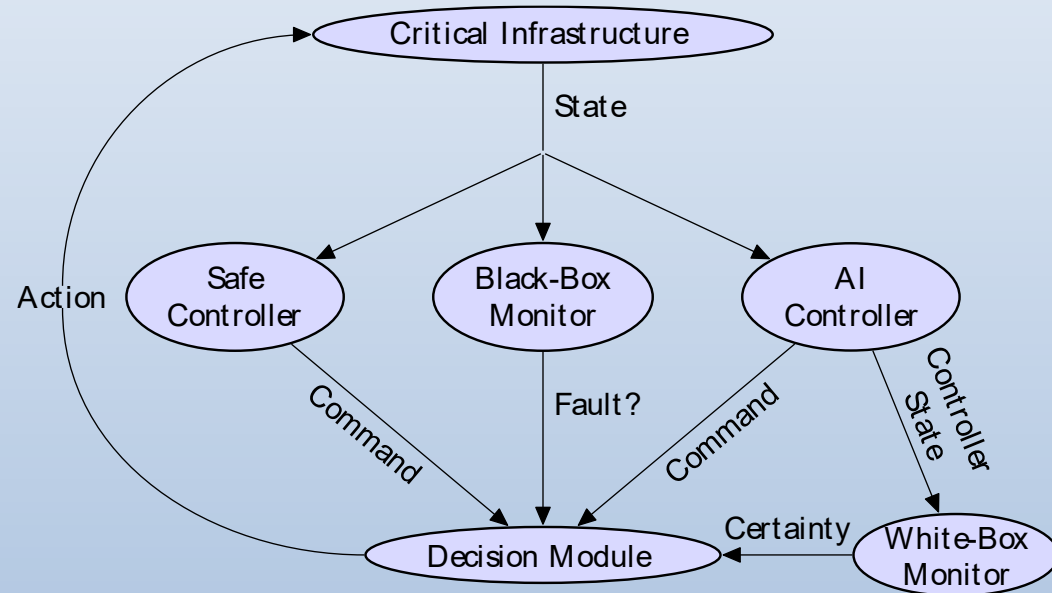 Critical Infrastructure
State
Safe
Controller
Black-Box
Monitor
AI
Controller
Action
Command
Fault?
Command
Controller
State
Certainty
Decision Module
White-Box
Monitor